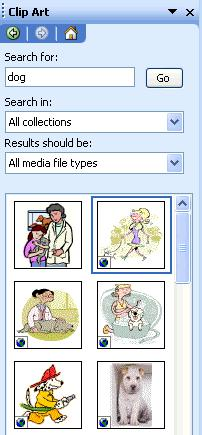 Clip Art
Search for:
dog
Go
Search in:
All collections
Results should be:
All media file types